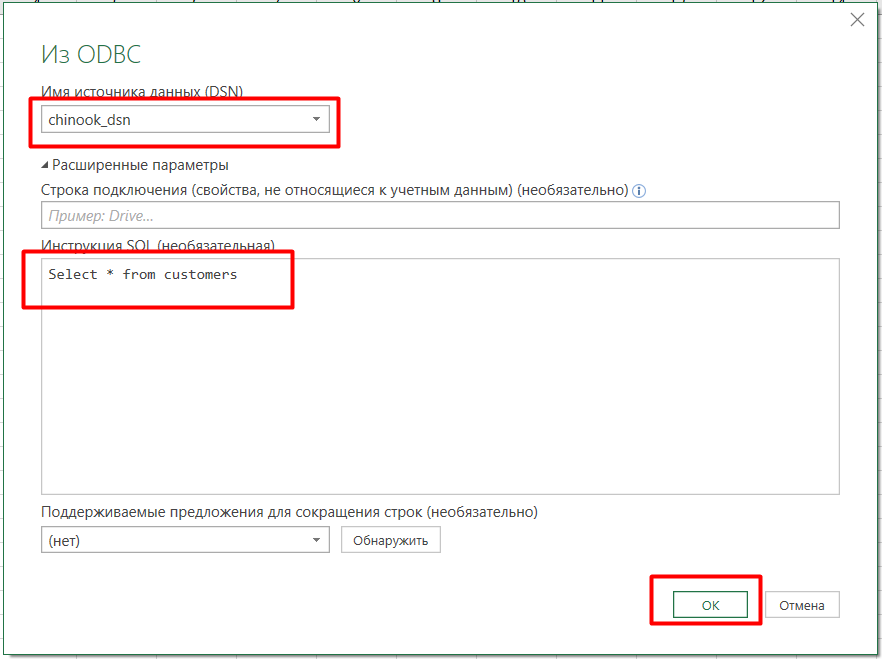 Из ODBC
Имя источника данных (DSN)
chinook_dsn
Расширенные параметры
Строка подключения (свойства, не относящиеся к учетным данным) (необязательно)
Пример: Drive...
Инструкция SQL (необязательная)
Select * from customers
Поддерживаемые предложения для сокращения строк (необязательно)
(нет) Обнаружить
ОК Отмена